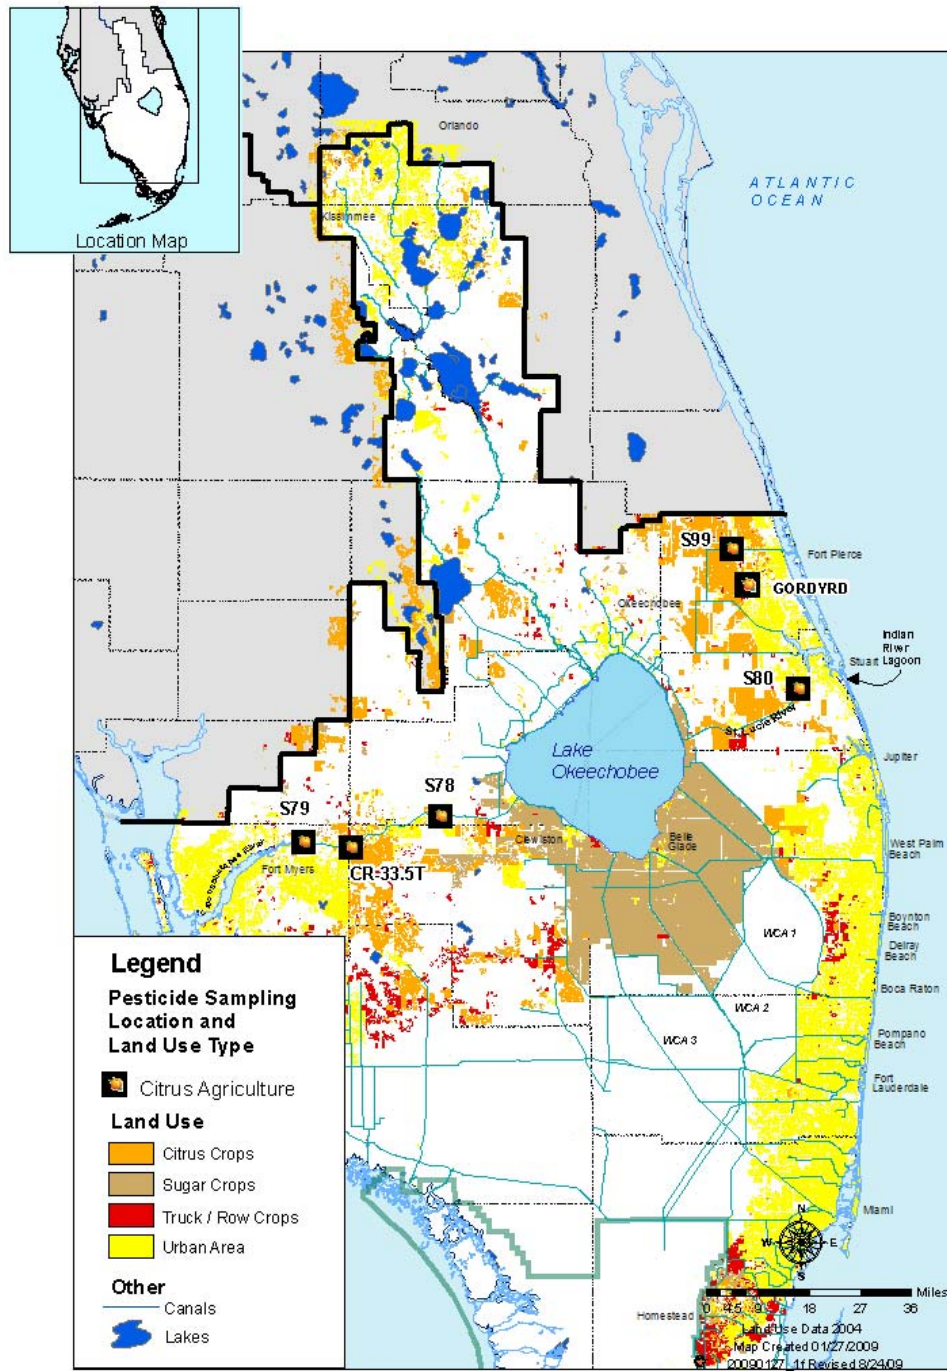 Location Map
Orlando
ATLANTIC
OCEAN
Kissimmee
S99
Fort Pierce
GORDYRD
Okeechobee
Indian
River
Lagoon
Stuart
S80
St. Lucie River
Lake
Okeechobee
Jupiter
S78
S79
Clewiston
Belle
Glade
West Palm
Beach
Caloosahatchee River
Fort Myers
CR-33.5T
WCA 1
Boynton
Beach
Delray
Beach
Boca Raton
WCA 2
WCA 3
Pompano
Beach
Fort
Lauderdale
Miami
Homestead
N
W
E
S
Miles
0 4.5 9 18 27 36
Land Use Data 2004
Map Created 01/27/2009
20090127_1f Revised 8/24/09
Legend
Pesticide Sampling
Location and
Land Use Type
Citrus Agriculture
Land Use
Citrus Crops
Sugar Crops
Truck / Row Crops
Urban Area
Other
Canals
Lakes